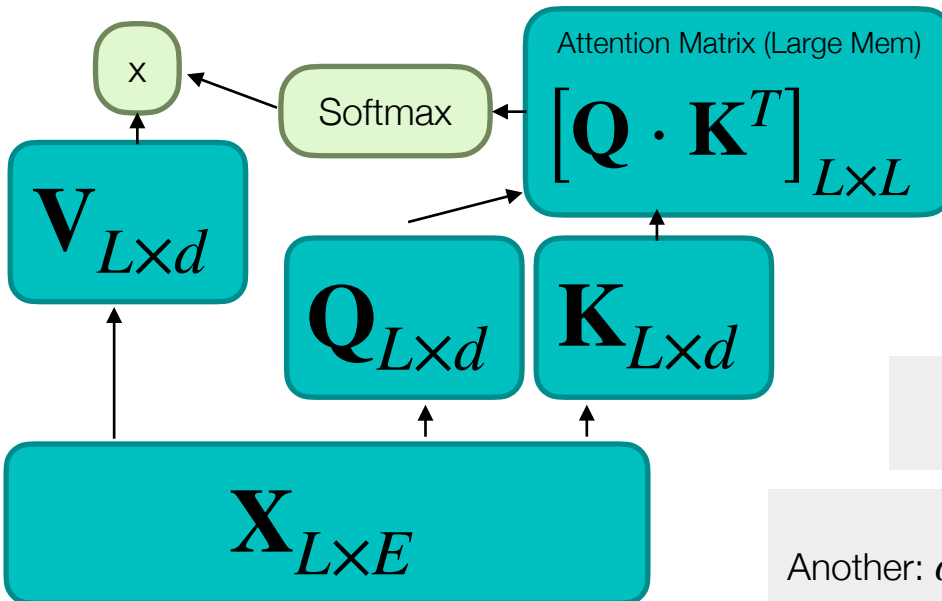 Attention Matrix (Large Mem)
x
Softmax
[Q · K^T]_{L×L}
V_{L×d}
Q_{L×d}
K_{L×d}
X_{L×E}
Another: